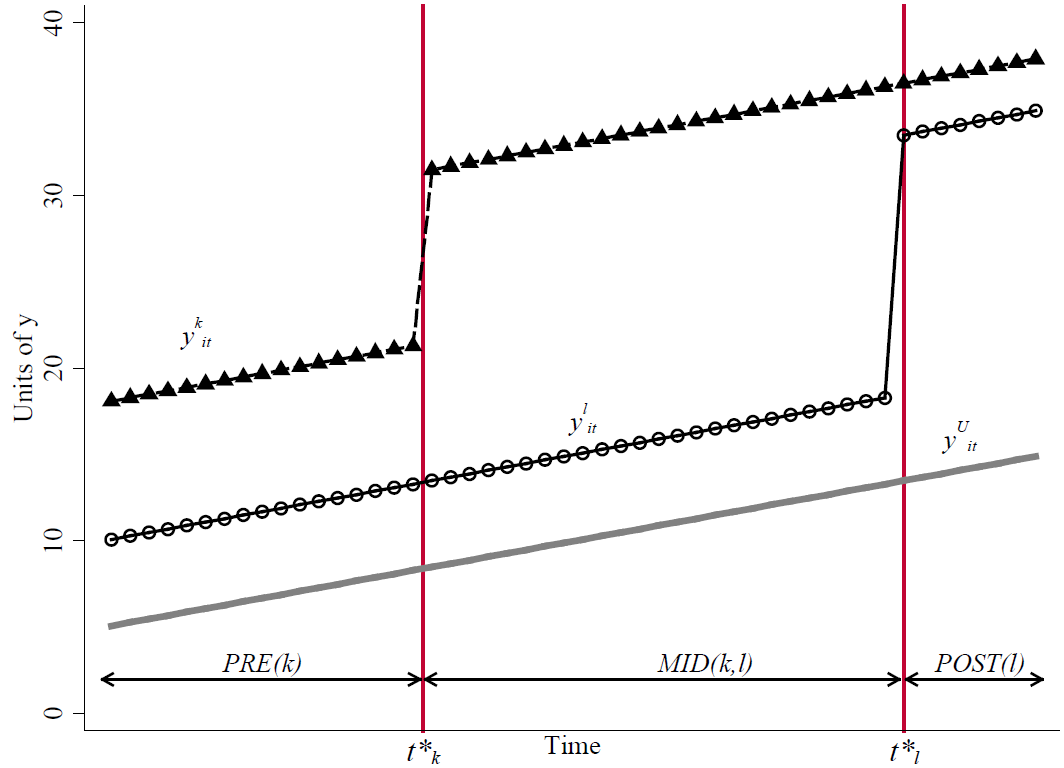 Units of y
40
30
20
10
0
y^k_it
y^l_it
y^U_it
PRE(k)
MID(k,l)
POST(l)
t*_k
Time
t*_l